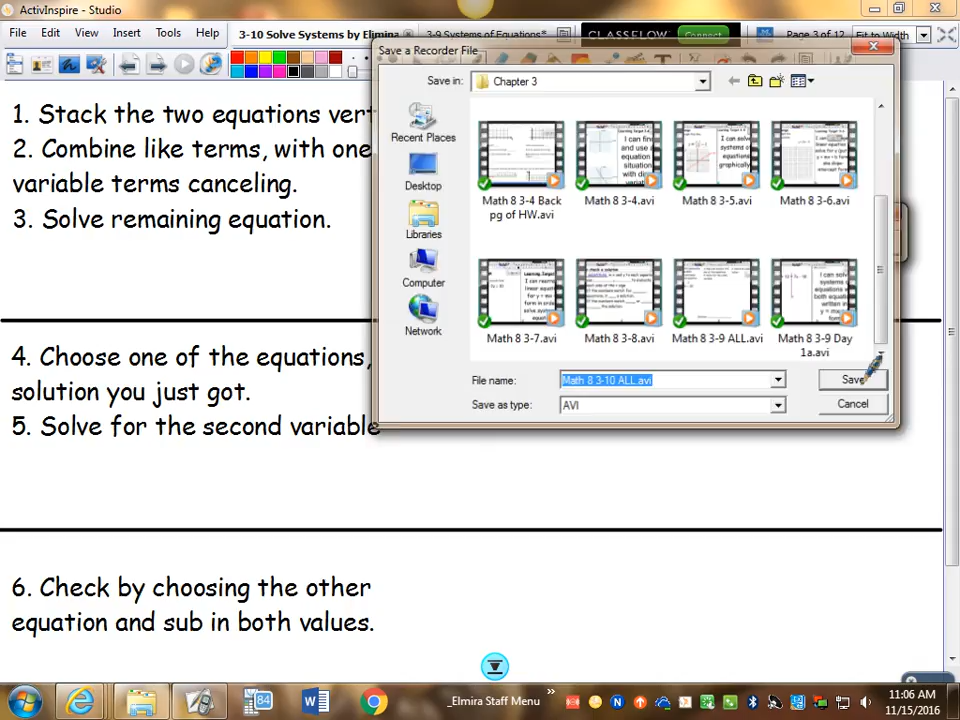 ActivInspire - Studio
File Edit View Insert Tools Help
3-10 Solve Systems by Elimina
3-9 Systems of Equations*
CLASSFLOW
Connect
Page 3 of 12
Fit to Width
1. Stack the two equations vert
2. Combine like terms, with one
variable terms canceling.
3. Solve remaining equation.
4. Choose one of the equations,
solution you just got.
5. Solve for the second variable
6. Check by choosing the other
equation and sub in both values.
Save a Recorder File
Save in: Chapter 3
Recent Places
Desktop
Libraries
Computer
Network
Math 8 3-4 Back
pg of HW.avi
Math 8 3-4.avi
Math 8 3-5.avi
Math 8 3-6.avi
Math 8 3-7.avi
Math 8 3-8.avi
Math 8 3-9 ALL.avi
Math 8 3-9 Day
1a.avi
File name: Math 8 3-10 ALL.avi
Save
Save as type: AVI
Cancel
84
_Elmira Staff Menu
11:06 AM
11/15/2016